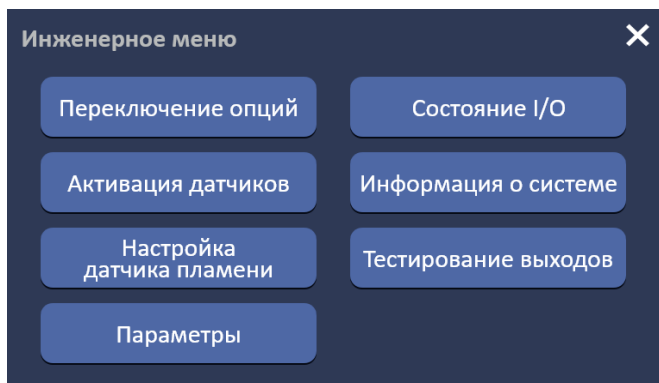 Инженерное меню
Переключение опций
Состояние I/O
Активация датчиков
Информация о системе
Настройка
датчика пламени
Тестирование выходов
Параметры